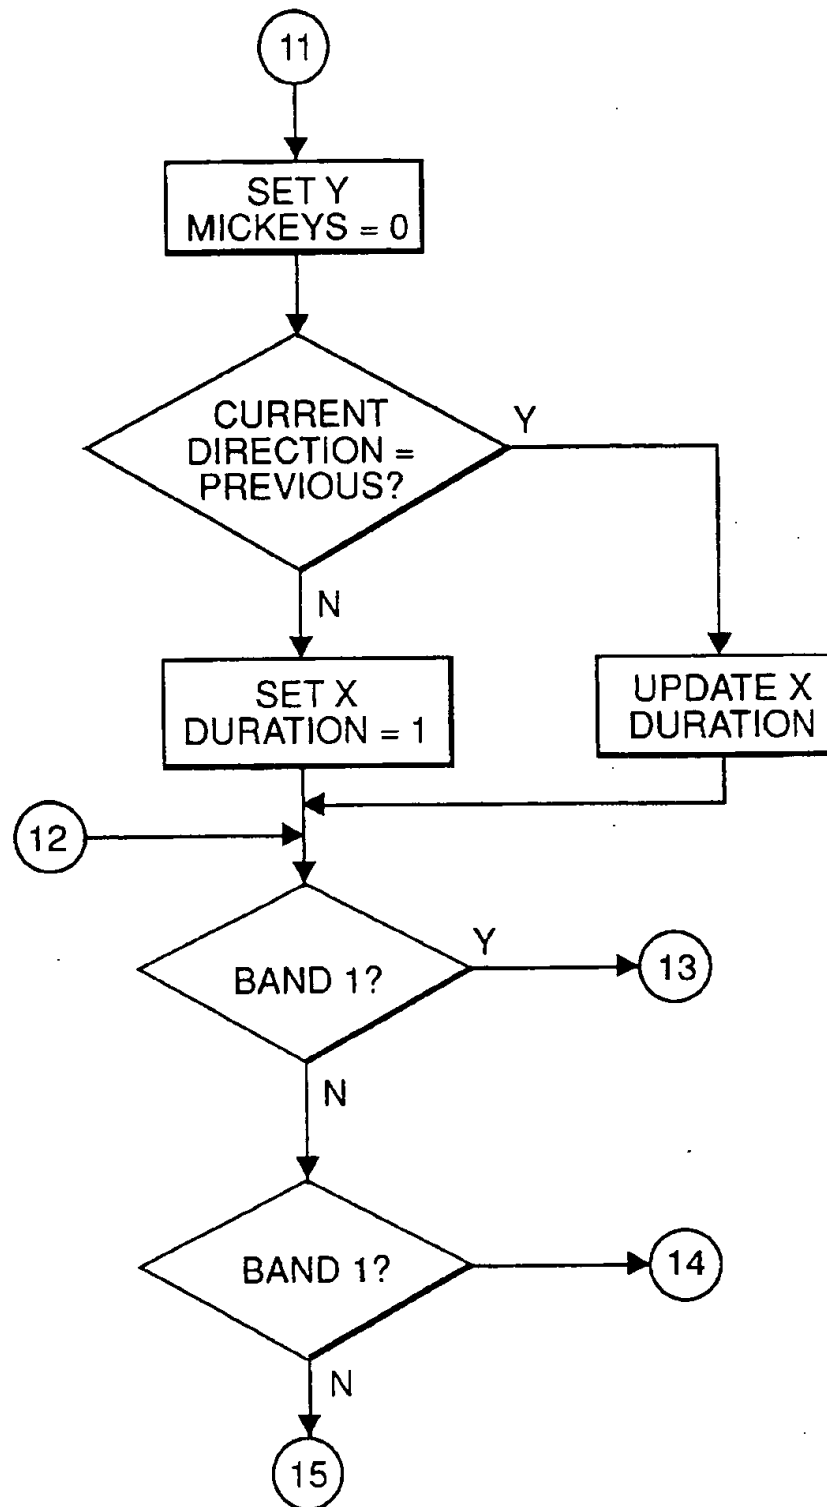 11
SET Y
MICKEYS = 0
CURRENT
DIRECTION =
PREVIOUS?
Y
N
SET X
DURATION = 1
UPDATE X
DURATION
12
BAND 1?
Y
13
N
BAND 1?
14
N
15